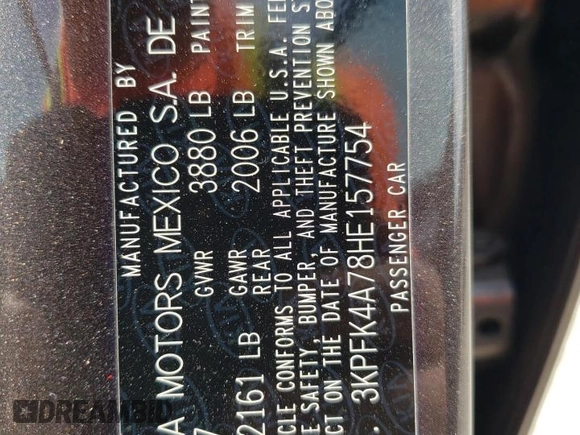 MANUFACTURED BY
A MOTORS MEXICO S.A. DE
7 GVWR 3880 LB PAINT
2161 LB GAWR REAR 2006 LB TRIM
ICLE CONFORMS TO ALL APPLICABLE U.S.A. FE
E-SAFETY, BUMPER, AND THEFT PREVENTION S
CT ON THE DATE OF MANUFACTURE SHOWN ABO
. 3KPFK4A78HE157754
PASSENGER CAR
DREAMBID